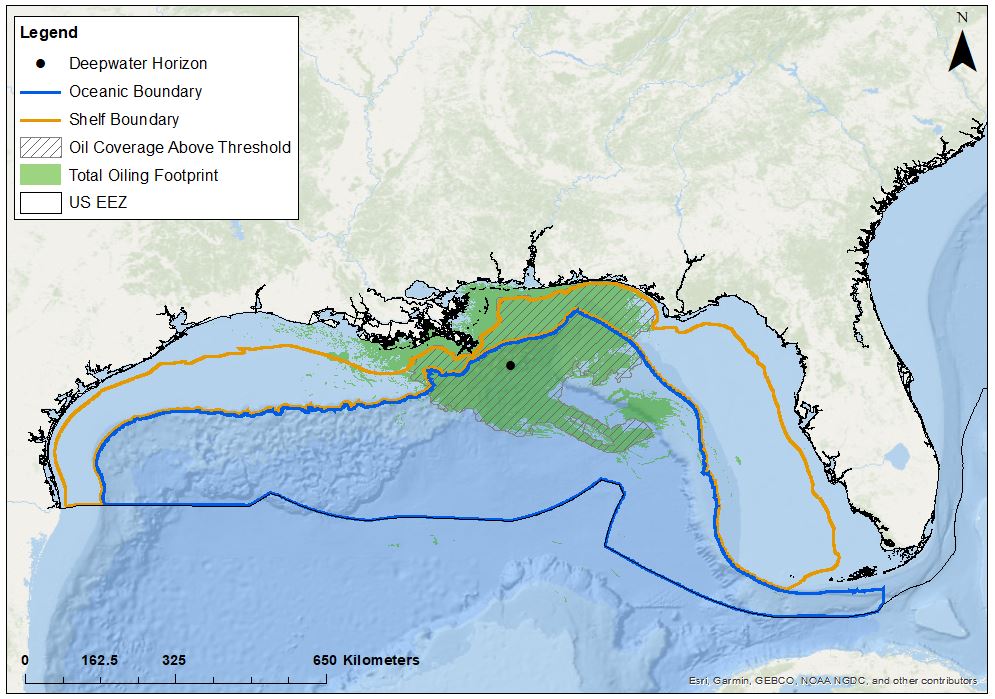 Legend
Deepwater Horizon
Oceanic Boundary
Shelf Boundary
Oil Coverage Above Threshold
Total Oiling Footprint
US EEZ
N
0 162.5 325 650 Kilometers
Esri, Garmin, GEBCO, NOAA NGDC, and other contributors